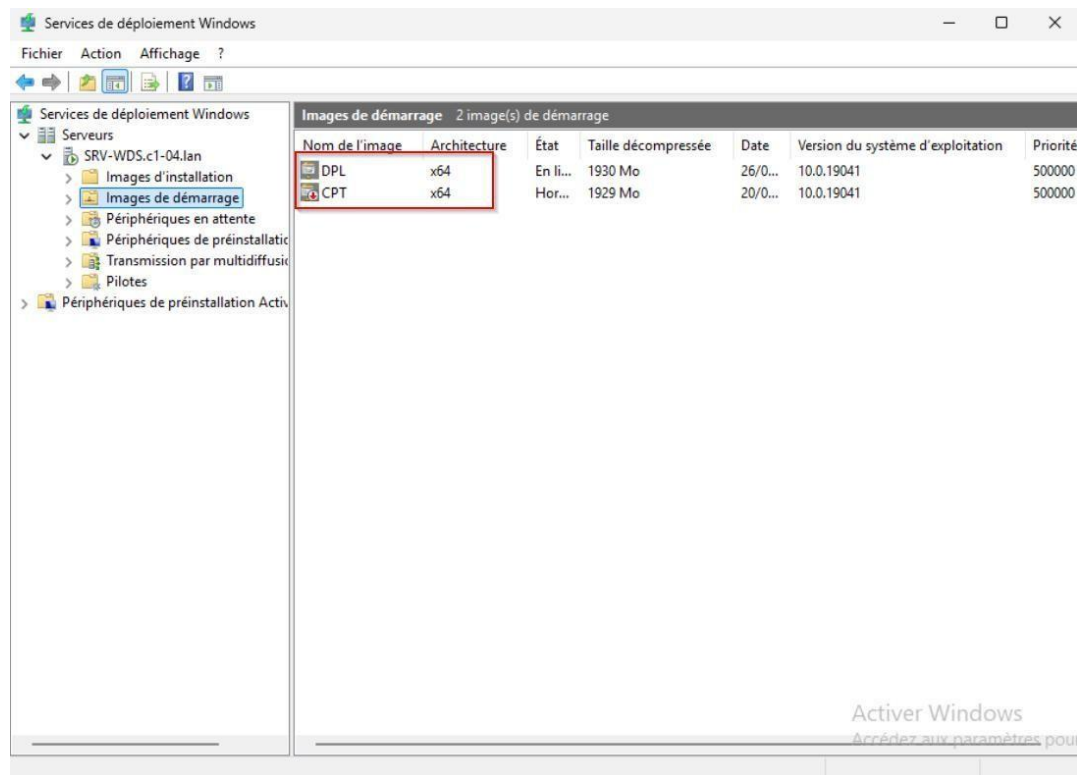 Services de déploiement Windows
Fichier Action Affichage ?
Services de déploiement Windows
Serveurs
SRV-WDS.c1-04.lan
Images d'installation
Images de démarrage
Périphériques en attente
Périphériques de préinstallatic
Transmission par multidiffusic
Pilotes
Périphériques de préinstallation Activ
Images de démarrage 2 image(s) de démarrage
Nom de l'image Architecture État Taille décompressée Date Version du système d'exploitation Priorité
DPL x64 En li... 1930 Mo 26/0... 10.0.19041 500000
CPT x64 Hor... 1929 Mo 20/0... 10.0.19041 500000
Activer Windows
Accédez aux paramètres pour